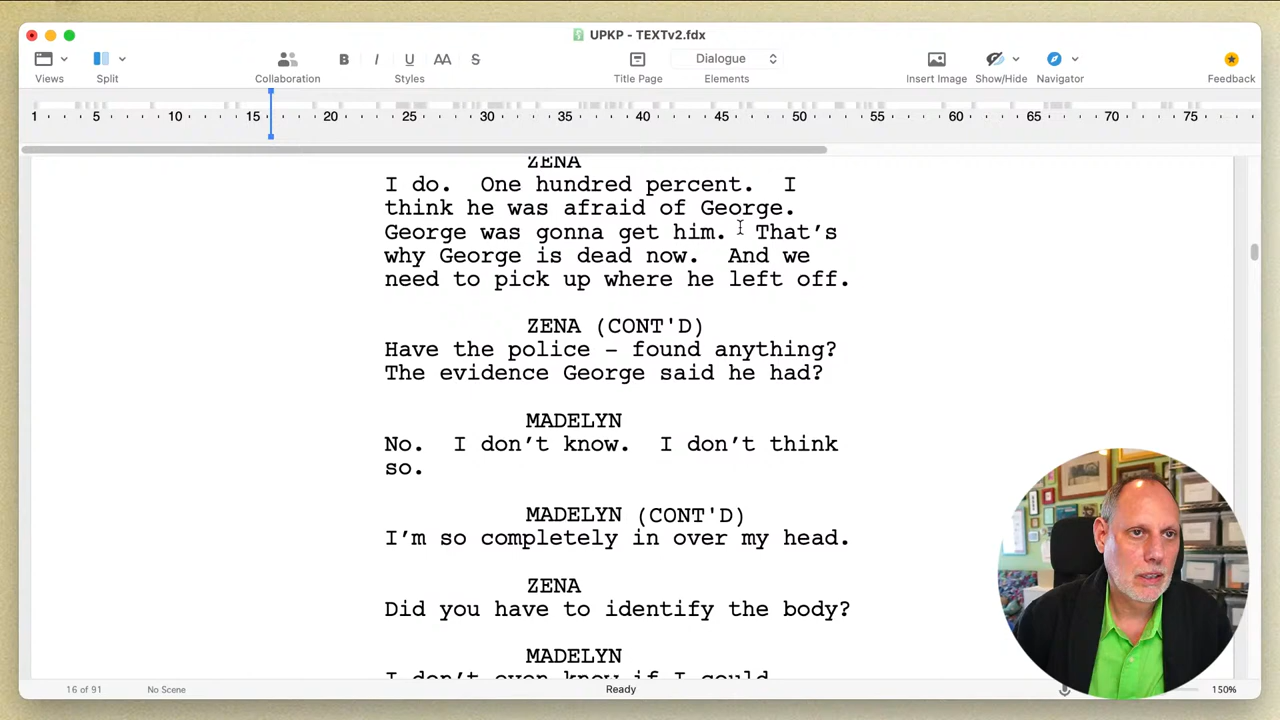 UPKP - TEXTv2.fdx
B I U AA S Dialogue
Views Split Collaboration Styles Title Page Elements Insert Image Show/Hide Navigator Feedback
1 5 10 15 20 25 30 35 40 45 50 55 60 65 70 75
ZENA
I do. One hundred percent. I
think he was afraid of George.
George was gonna get him. That’s
why George is dead now. And we
need to pick up where he left off.
ZENA (CONT'D)
Have the police – found anything?
The evidence George said he had?
MADELYN
No. I don’t know. I don’t think
so.
MADELYN (CONT'D)
I’m so completely in over my head.
ZENA
Did you have to identify the body?
MADELYN
I don’t even know if I could
16 of 91 No Scene Ready 150%